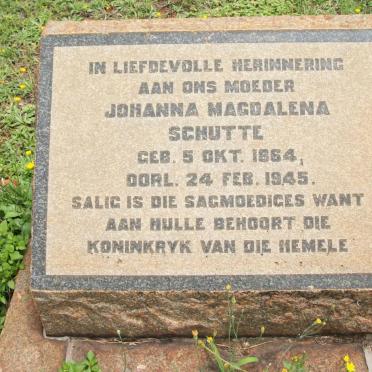 IN LIEFDEVOLLE HERINNERING
AAN ONS MOEDER
JOHANNA MAGDALENA
SCHUTTE
GEB. 5 OKT. 1864,
OORL. 24 FEB. 1945.
SALIG IS DIE SAGMOEDIGES WANT
AAN HULLE BEHOORT DIE
KONINKRYK VAN DIE HEMELE